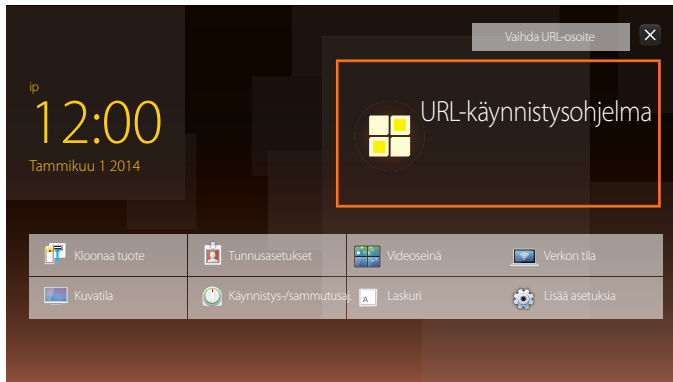 Vaihda URL-osoite
ip
12:00
Tammikuu 1 2014
URL-käynnistysohjelma
Kloonaa tuote
Tunnusasetukset
Videoseinä
Verkon tila
Kuvatila
Käynnistys-/sammutusaj.
A
Laskuri
Lisää asetuksia